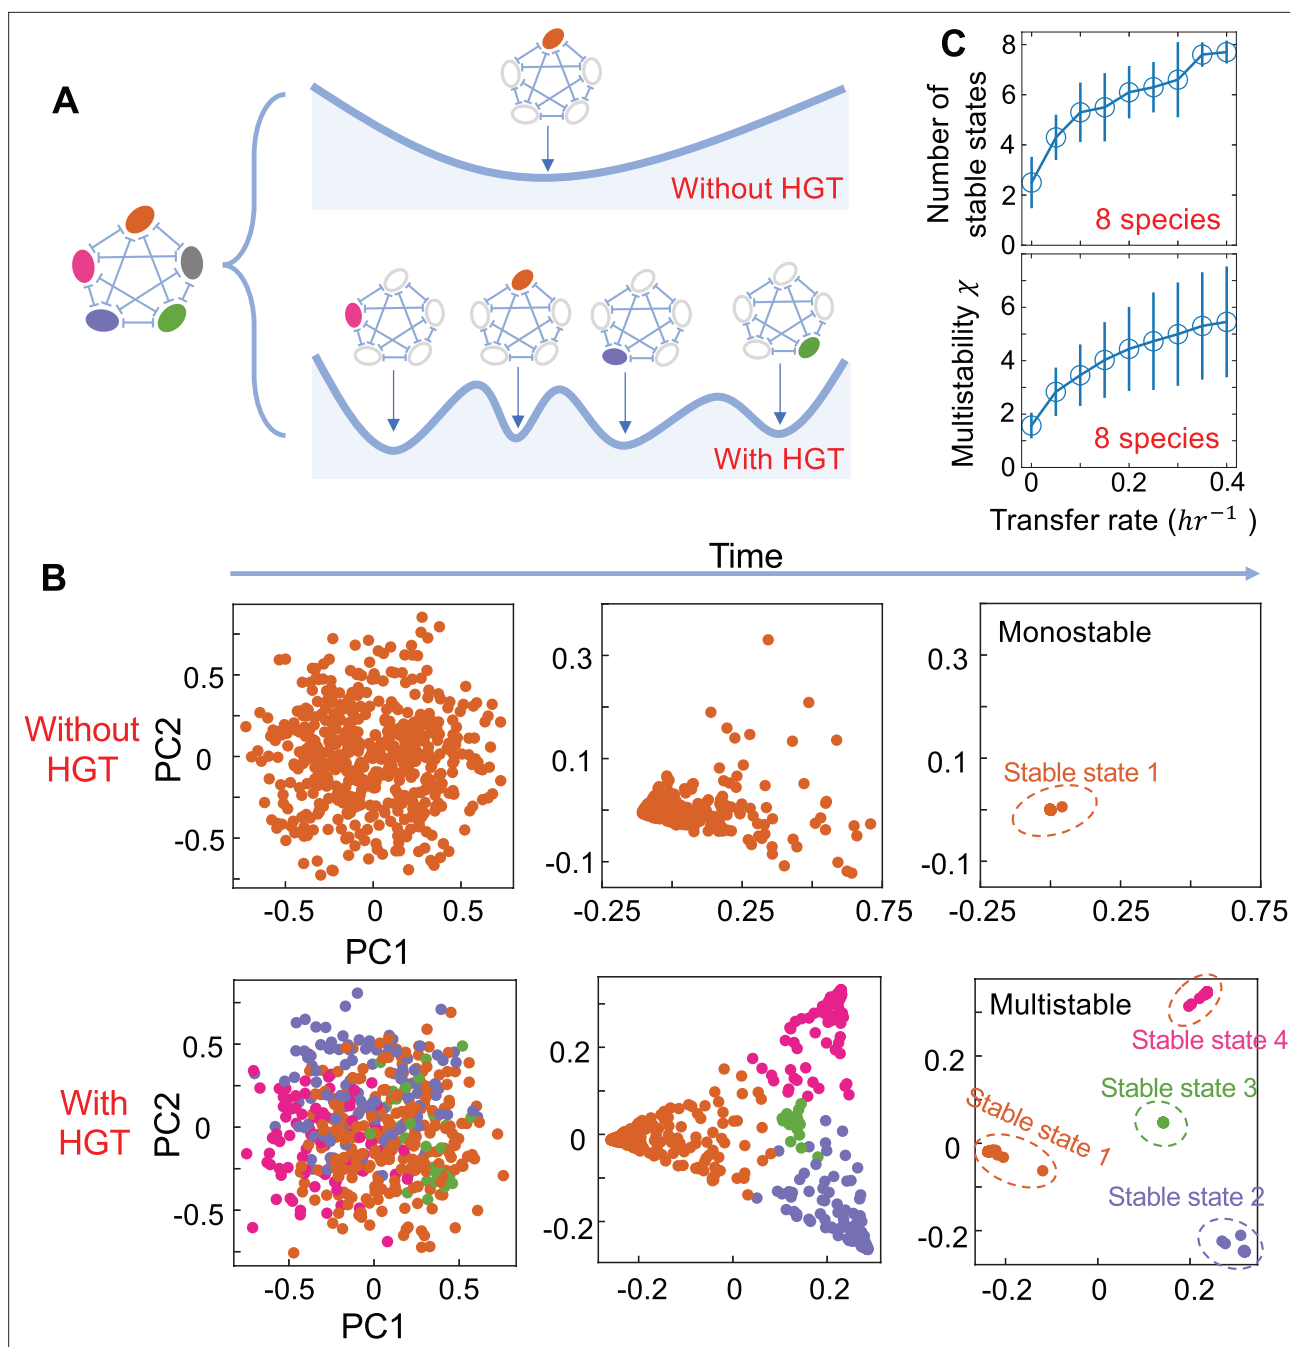 A
Without HGT
With HGT
C
Number of
stable states
8
6
4
2
0
8 species
Multistability χ
6
4
2
0
8 species
0
0.2
0.4
Transfer rate (hr⁻¹ )
B
Time
Without
HGT
PC2
0.5
0
-0.5
-0.5
0
0.5
PC1
0.3
0.1
-0.1
-0.25
0.25
0.75
Monostable
Stable state 1
0.3
0.1
-0.1
-0.25
0.25
0.75
With
HGT
PC2
0.5
0
-0.5
-0.5
0
0.5
PC1
0.2
0
-0.2
-0.2
0
0.2
Multistable
Stable state 4
Stable state 3
Stable state 1
Stable state 2
0.2
0
-0.2
-0.2
0
0.2